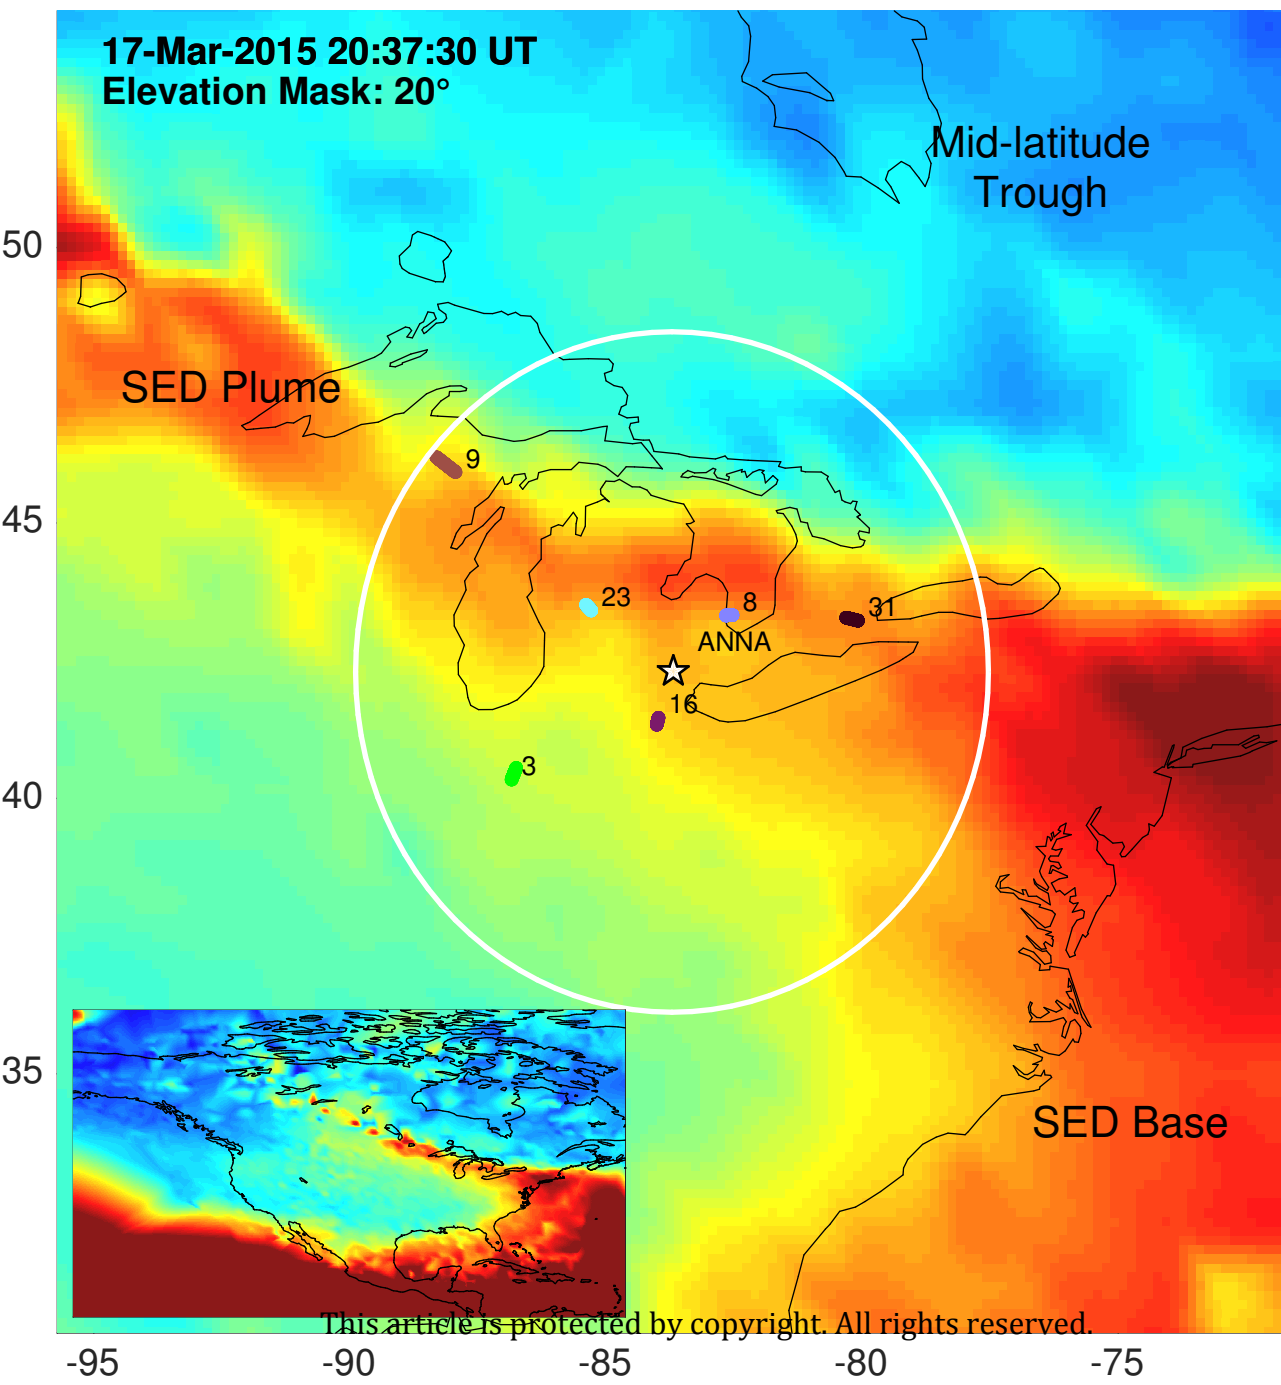 17-Mar-2015 20:37:30 UT
Elevation Mask: 20°
Mid-latitude
Trough
50
SED Plume
9
45
23
8
31
ANNA
16
3
40
35
SED Base
This article is protected by copyright. All rights reserved.
-95
-90
-85
-80
-75